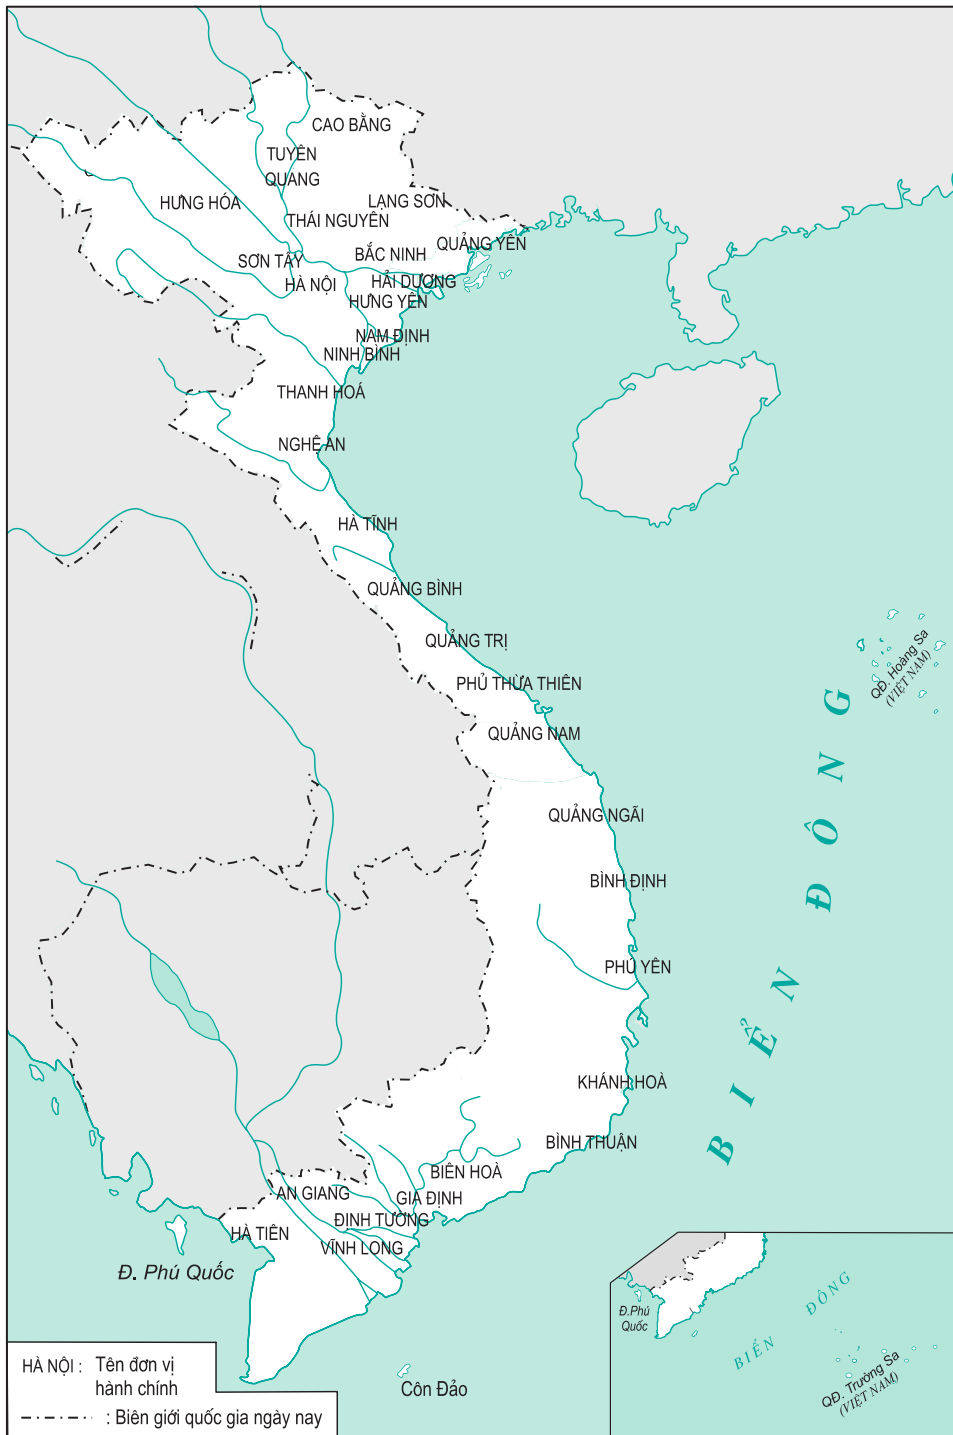 CAO BẰNG
TUYÊN
QUANG
HƯNG HÓA
LẠNG SƠN
THÁI NGUYÊN
QUẢNG YÊN
BẮC NINH
SƠN TÂY
HÀ NỘI
HẢI DƯƠNG
HƯNG YÊN
NAM ĐỊNH
NINH BÌNH
THANH HOÁ
NGHỆ AN
HÀ TĨNH
QUẢNG BÌNH
QUẢNG TRỊ
PHỦ THỪA THIÊN
QUẢNG NAM
QUẢNG NGÃI
BÌNH ĐỊNH
PHÚ YÊN
KHÁNH HOÀ
BÌNH THUẬN
BIÊN HOÀ
GIA ĐỊNH
AN GIANG
ĐỊNH TƯỜNG
HÀ TIÊN
VĨNH LONG
Đ. Phú Quốc
Côn Đảo
QĐ. Hoàng Sa
(VIỆT NAM)
BIỂN ĐÔNG
Đ.Phú
Quốc
BIỂN ĐÔNG
QĐ. Trường Sa
(VIỆT NAM)
HÀ NỘI : Tên đơn vị
hành chính
: Biên giới quốc gia ngày nay